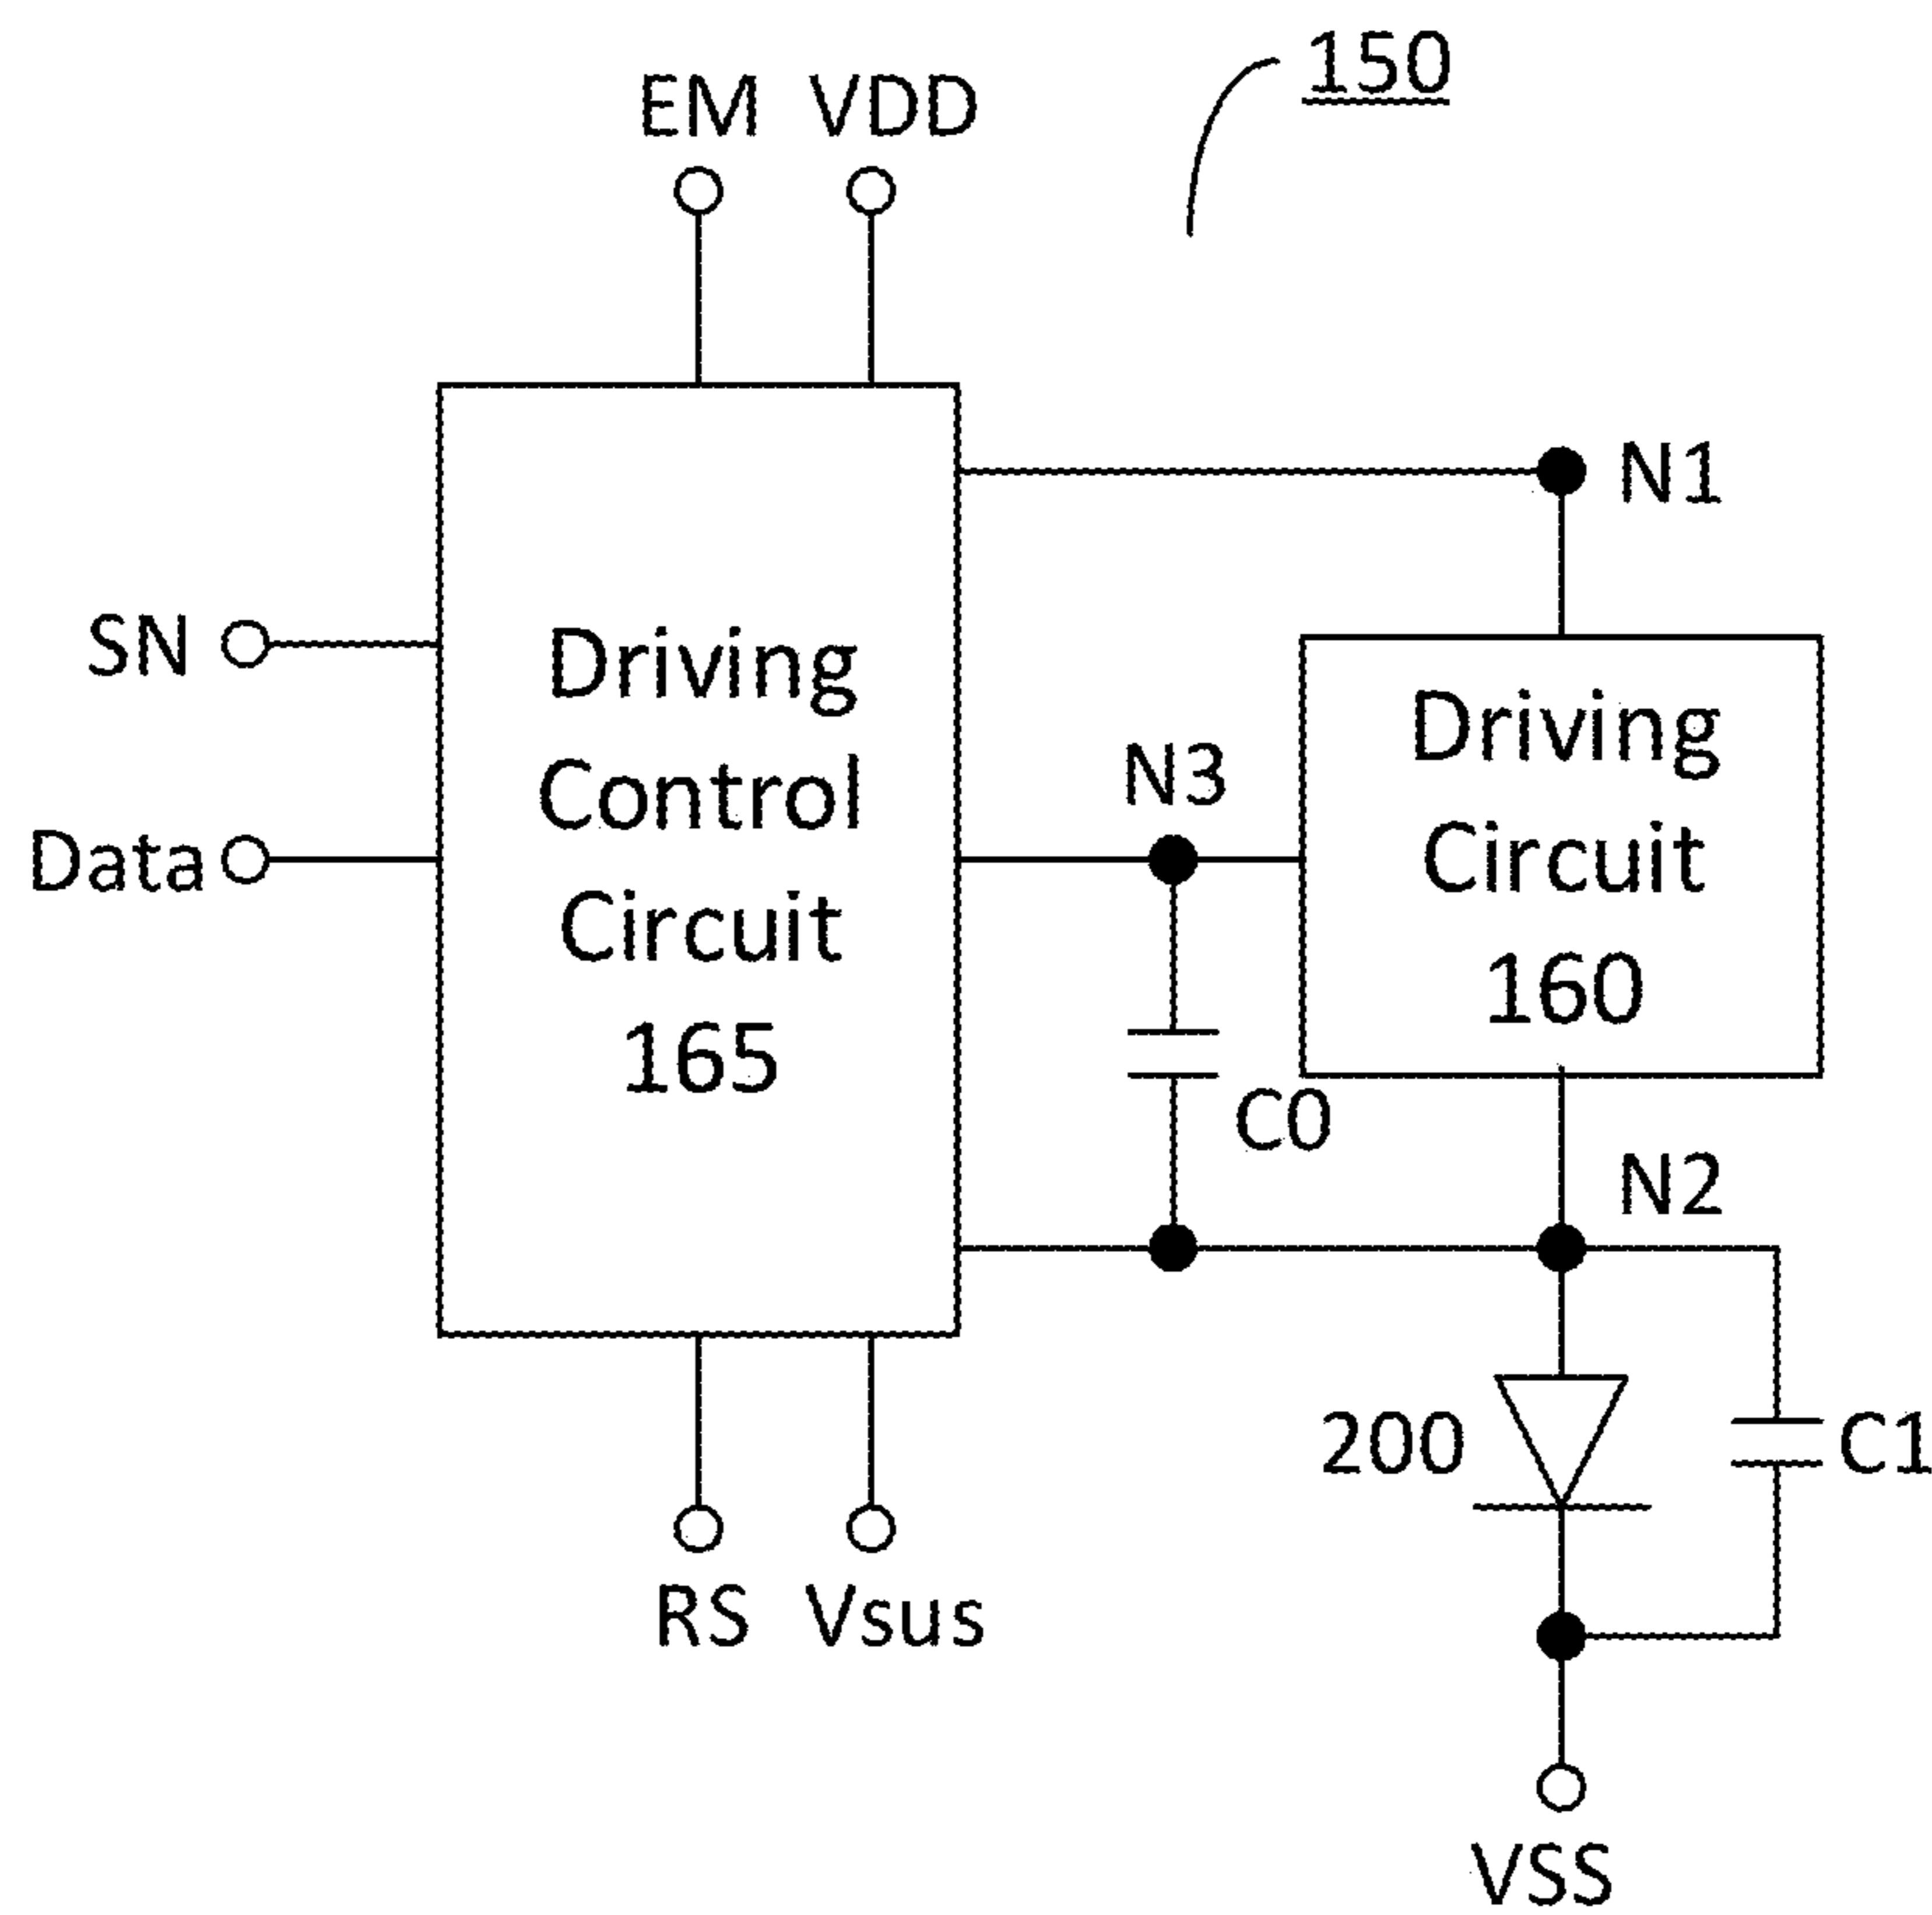 150
EM VDD
N1
SN
Driving
Control
Circuit
165
Driving
Circuit
160
N3
Data
C0
N2
200
C1
RS Vsus
VSS